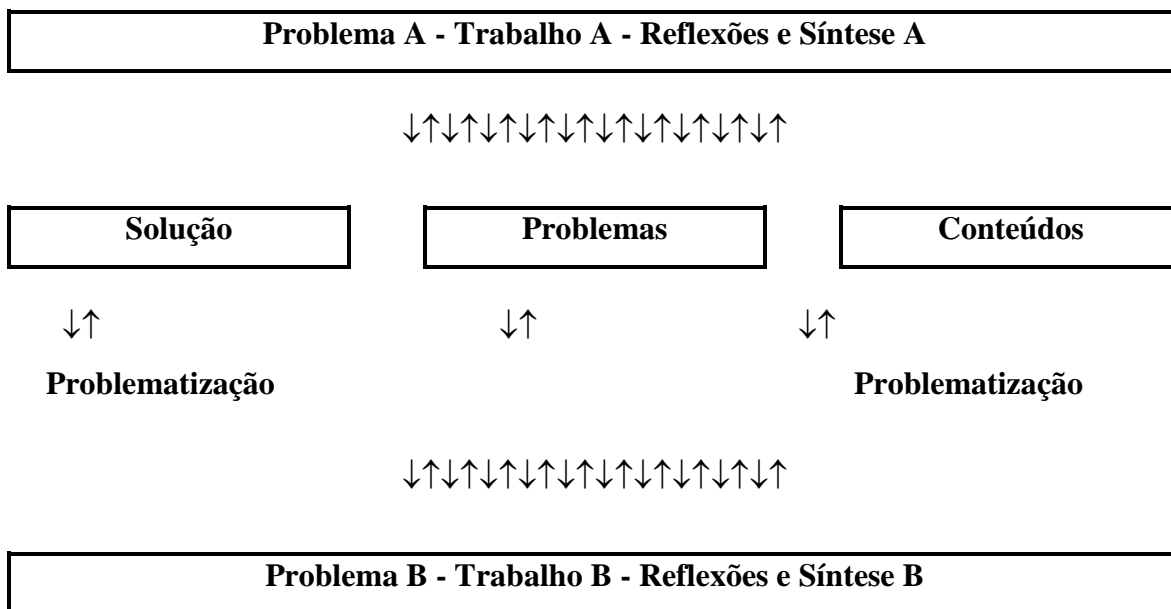 Problema A - Trabalho A - Reflexões e Síntese A
↓↑↓↑↓↑↓↑↓↑↓↑↓↑↓↑↓↑↓↑
Solução Problemas Conteúdos
↓↑ ↓↑ ↓↑
Problematização Problematização
↓↑↓↑↓↑↓↑↓↑↓↑↓↑↓↑↓↑↓↑
Problema B - Trabalho B - Reflexões e Síntese B